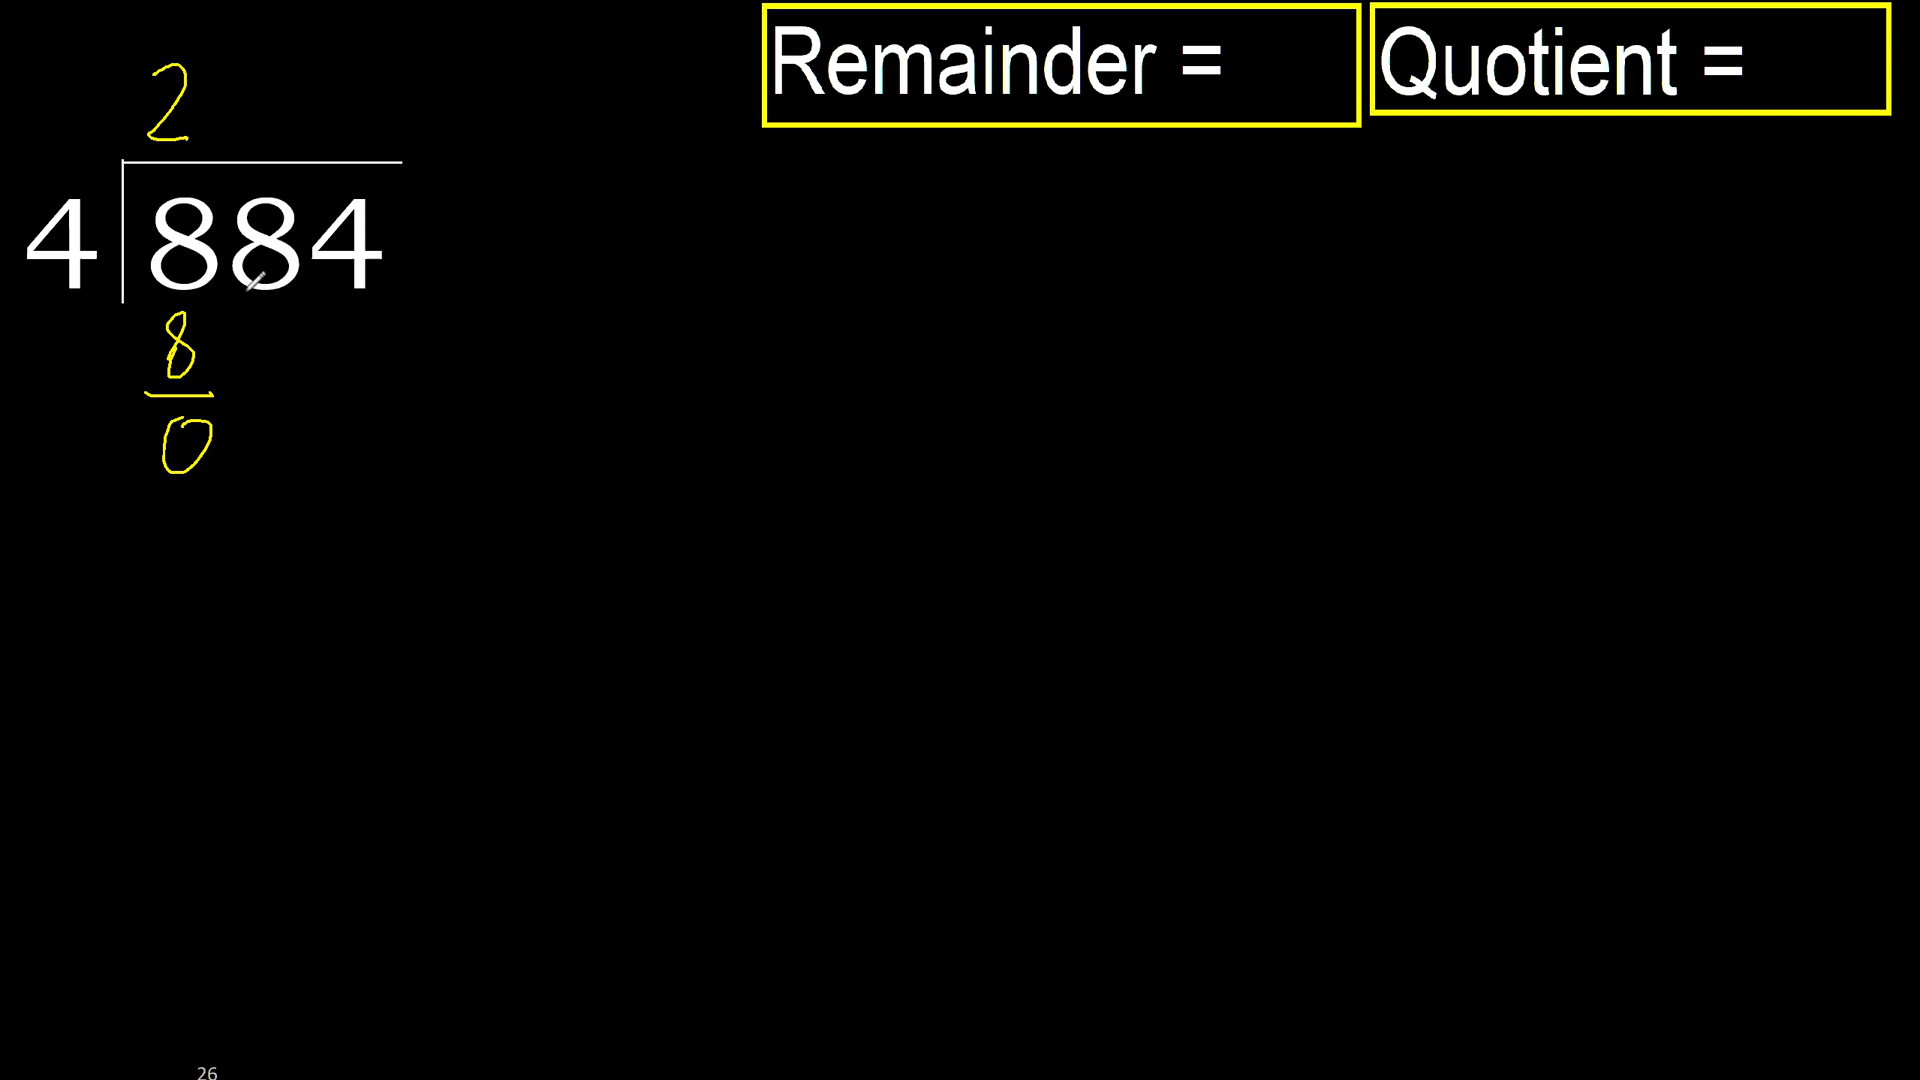 Remainder =
Quotient =
2
4 884
8
0
26